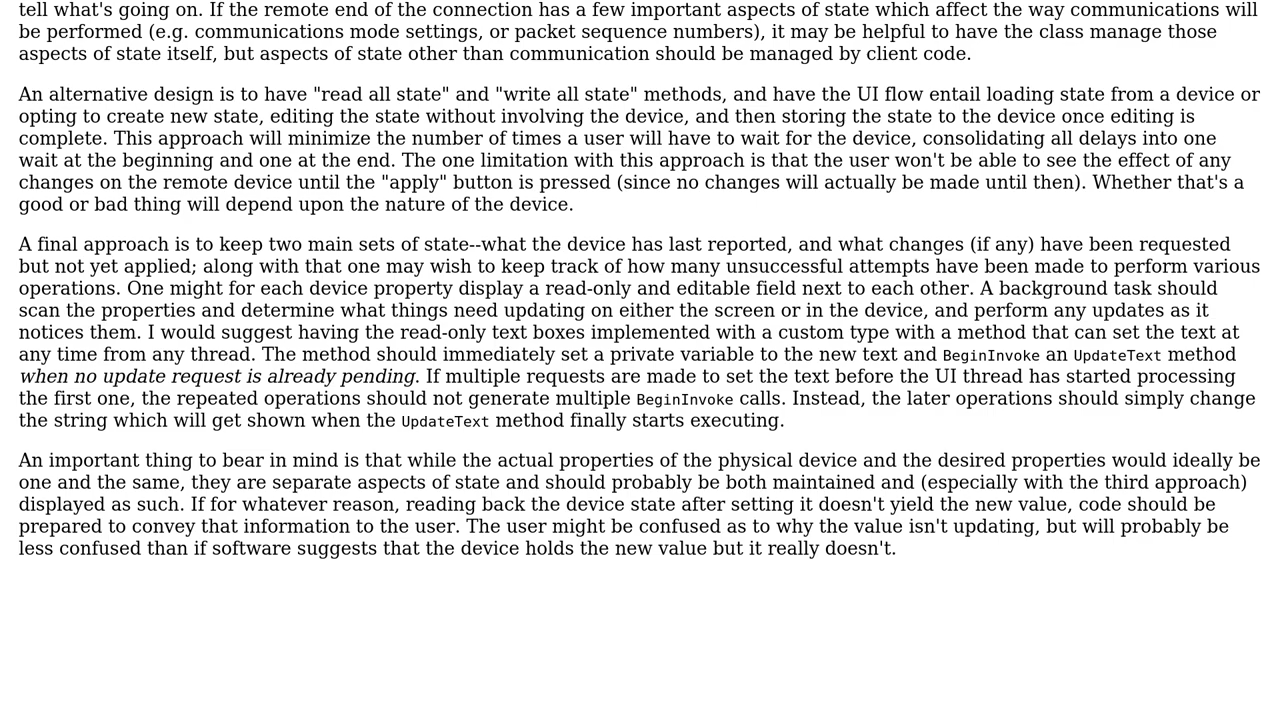 tell what's going on. If the remote end of the connection has a few important aspects of state which affect the way communications will
be performed (e.g. communications mode settings, or packet sequence numbers), it may be helpful to have the class manage those
aspects of state itself, but aspects of state other than communication should be managed by client code.
An alternative design is to have "read all state" and "write all state" methods, and have the UI flow entail loading state from a device or
opting to create new state, editing the state without involving the device, and then storing the state to the device once editing is
complete. This approach will minimize the number of times a user will have to wait for the device, consolidating all delays into one
wait at the beginning and one at the end. The one limitation with this approach is that the user won't be able to see the effect of any
changes on the remote device until the "apply" button is pressed (since no changes will actually be made until then). Whether that's a
good or bad thing will depend upon the nature of the device.
A final approach is to keep two main sets of state--what the device has last reported, and what changes (if any) have been requested
but not yet applied; along with that one may wish to keep track of how many unsuccessful attempts have been made to perform various
operations. One might for each device property display a read-only and editable field next to each other. A background task should
scan the properties and determine what things need updating on either the screen or in the device, and perform any updates as it
notices them. I would suggest having the read-only text boxes implemented with a custom type with a method that can set the text at
any time from any thread. The method should immediately set a private variable to the new text and BeginInvoke an UpdateText method
when no update request is already pending. If multiple requests are made to set the text before the UI thread has started processing
the first one, the repeated operations should not generate multiple BeginInvoke calls. Instead, the later operations should simply change
the string which will get shown when the UpdateText method finally starts executing.
An important thing to bear in mind is that while the actual properties of the physical device and the desired properties would ideally be
one and the same, they are separate aspects of state and should probably be both maintained and (especially with the third approach)
displayed as such. If for whatever reason, reading back the device state after setting it doesn't yield the new value, code should be
prepared to convey that information to the user. The user might be confused as to why the value isn't updating, but will probably be
less confused than if software suggests that the device holds the new value but it really doesn't.